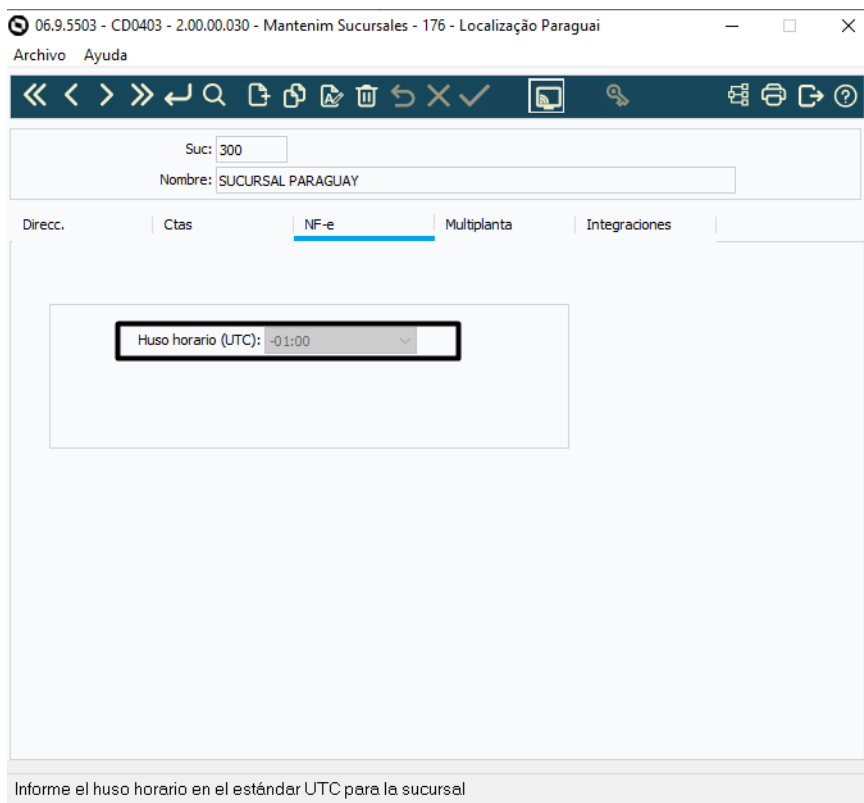 06.9.5503 - CD0403 - 2.00.00.030 - Mantenim Sucursales - 176 - Localização Paraguai
Archivo Ayuda
Suc: 300
Nombre: SUCURSAL PARAGUAY
Direcc. Ctas NF-e Multiplanta Integraciones
Huso horario (UTC): -01:00
Informe el huso horario en el estándar UTC para la sucursal